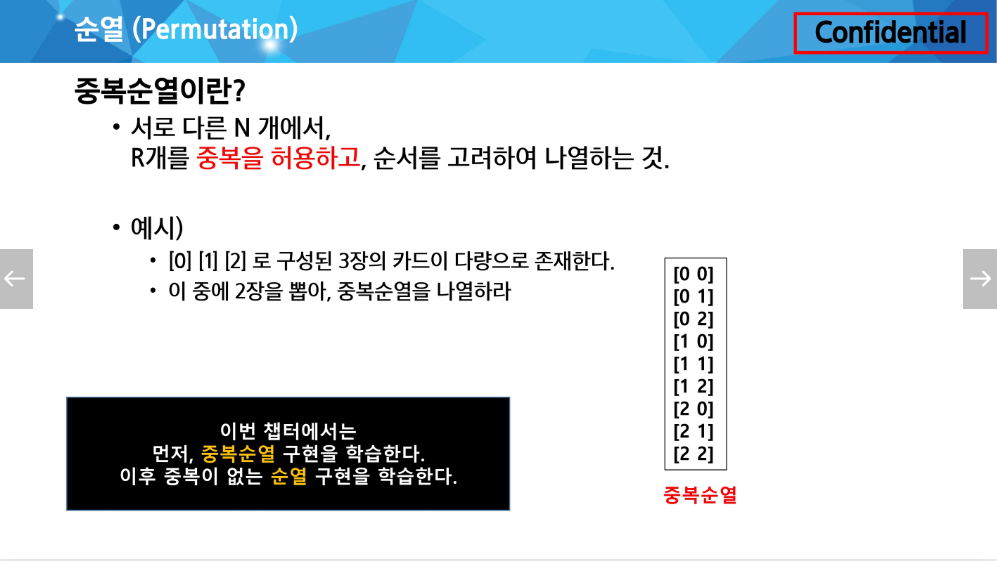 순열 (Permutation)
Confidential
중복순열이란?
• 서로 다른 N 개에서,
R개를 중복을 허용하고, 순서를 고려하여 나열하는 것.
• 예시)
• [0] [1] [2] 로 구성된 3장의 카드이 다량으로 존재한다.
• 이 중에 2장을 뽑아, 중복순열을 나열하라
[0 0]
[0 1]
[0 2]
[1 0]
[1 1]
[1 2]
[2 0]
[2 1]
[2 2]
중복순열
이번 챕터에서는
먼저, 중복순열 구현을 학습한다.
이후 중복이 없는 순열 구현을 학습한다.